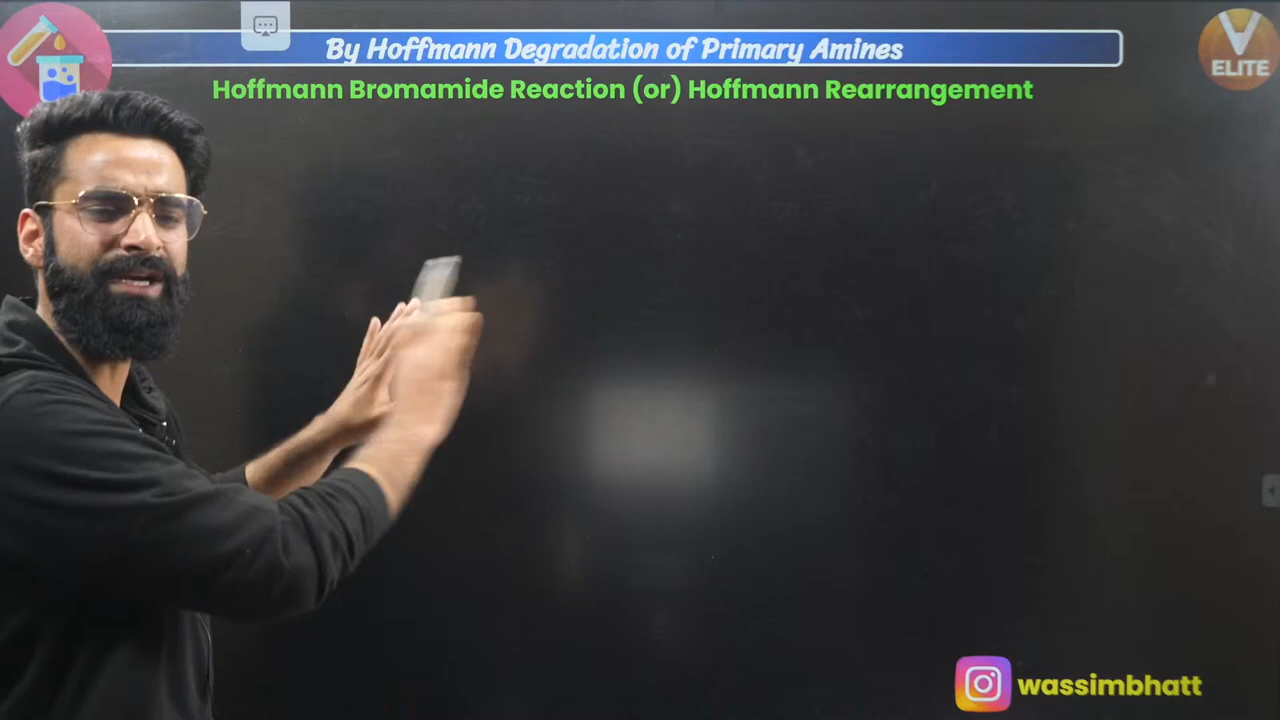 By Hoffmann Degradation of Primary Amines
Hoffmann Bromamide Reaction (or) Hoffmann Rearrangement
V
ELITE
wassimbhatt